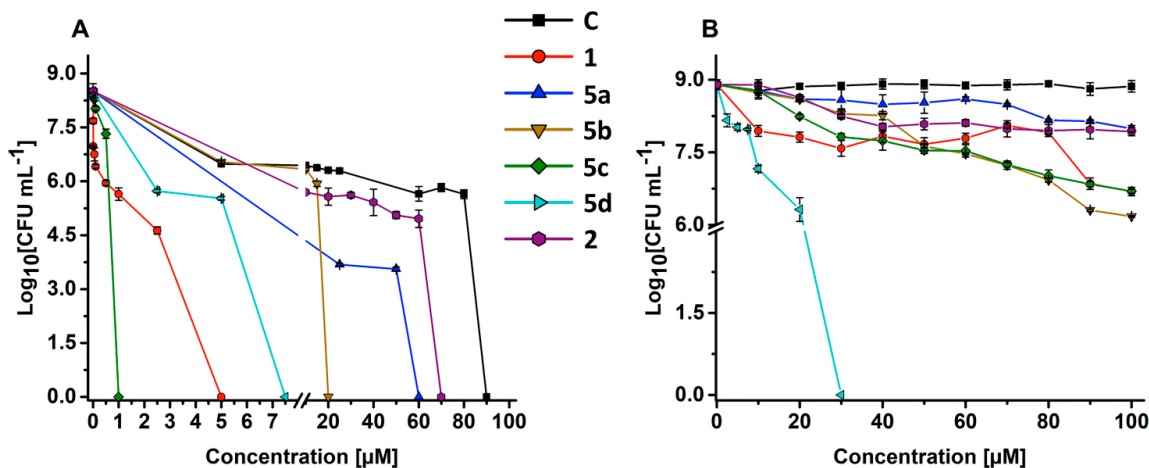 A
Log10[CFU mL-1]
9.0
7.5
6.0
4.5
3.0
1.5
0.0
0 1 2 3 4 5 6 7 20 40 60 80 100
Concentration [µM]
C
1
5a
5b
5c
5d
2
B
Log10[CFU mL-1]
9.0
7.5
6.0
1.5
0.0
0 20 40 60 80 100
Concentration [µM]